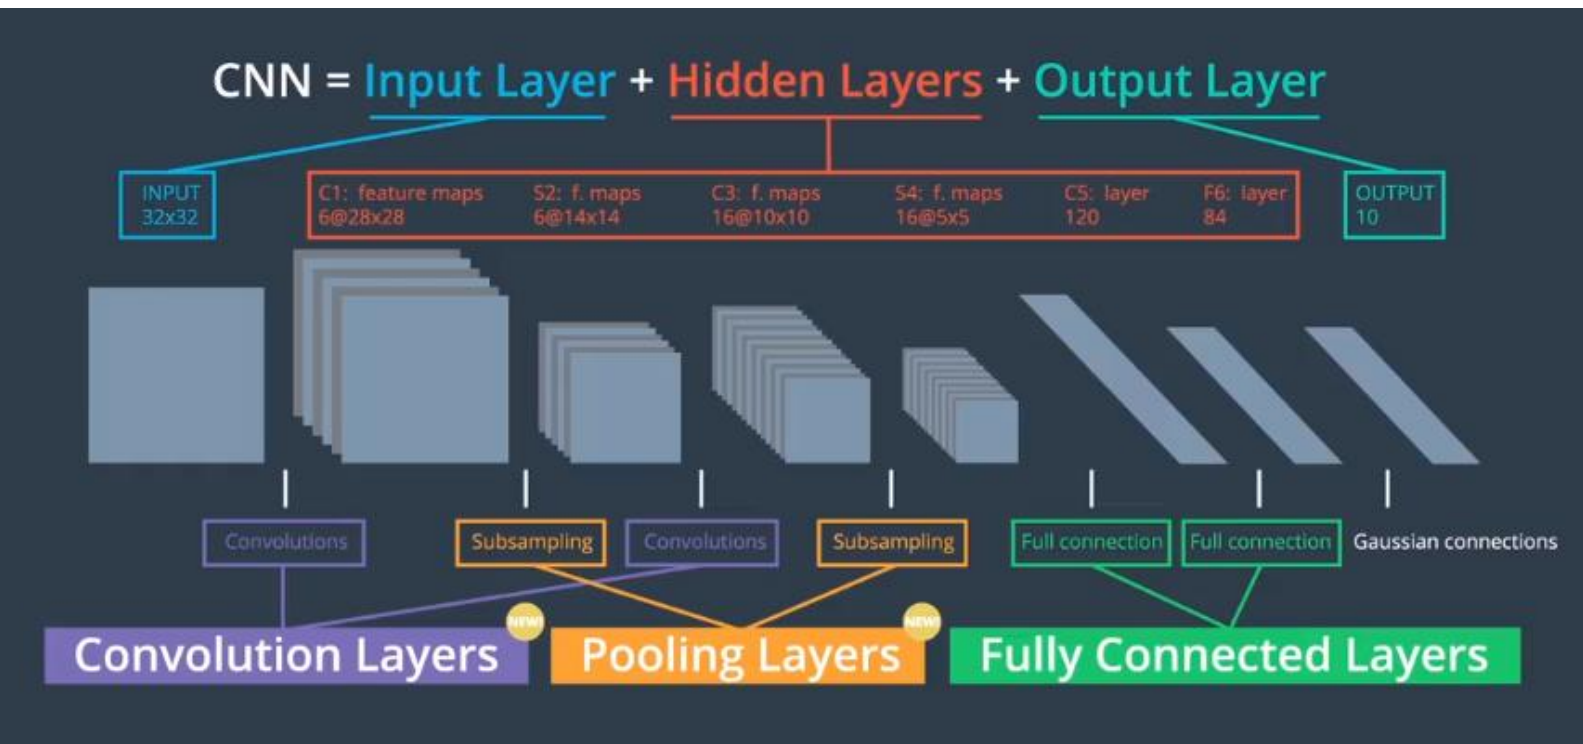 CNN = Input Layer + Hidden Layers + Output Layer
INPUT
32x32
C1: feature maps
6@28x28
S2: f. maps
6@14x14
C3: f. maps
16@10x10
S4: f. maps
16@5x5
C5: layer
120
F6: layer
84
OUTPUT
10
Convolutions
Subsampling
Convolutions
Subsampling
Full connection
Full connection
Gaussian connections
NEW!
NEW!
Convolution Layers
Pooling Layers
Fully Connected Layers